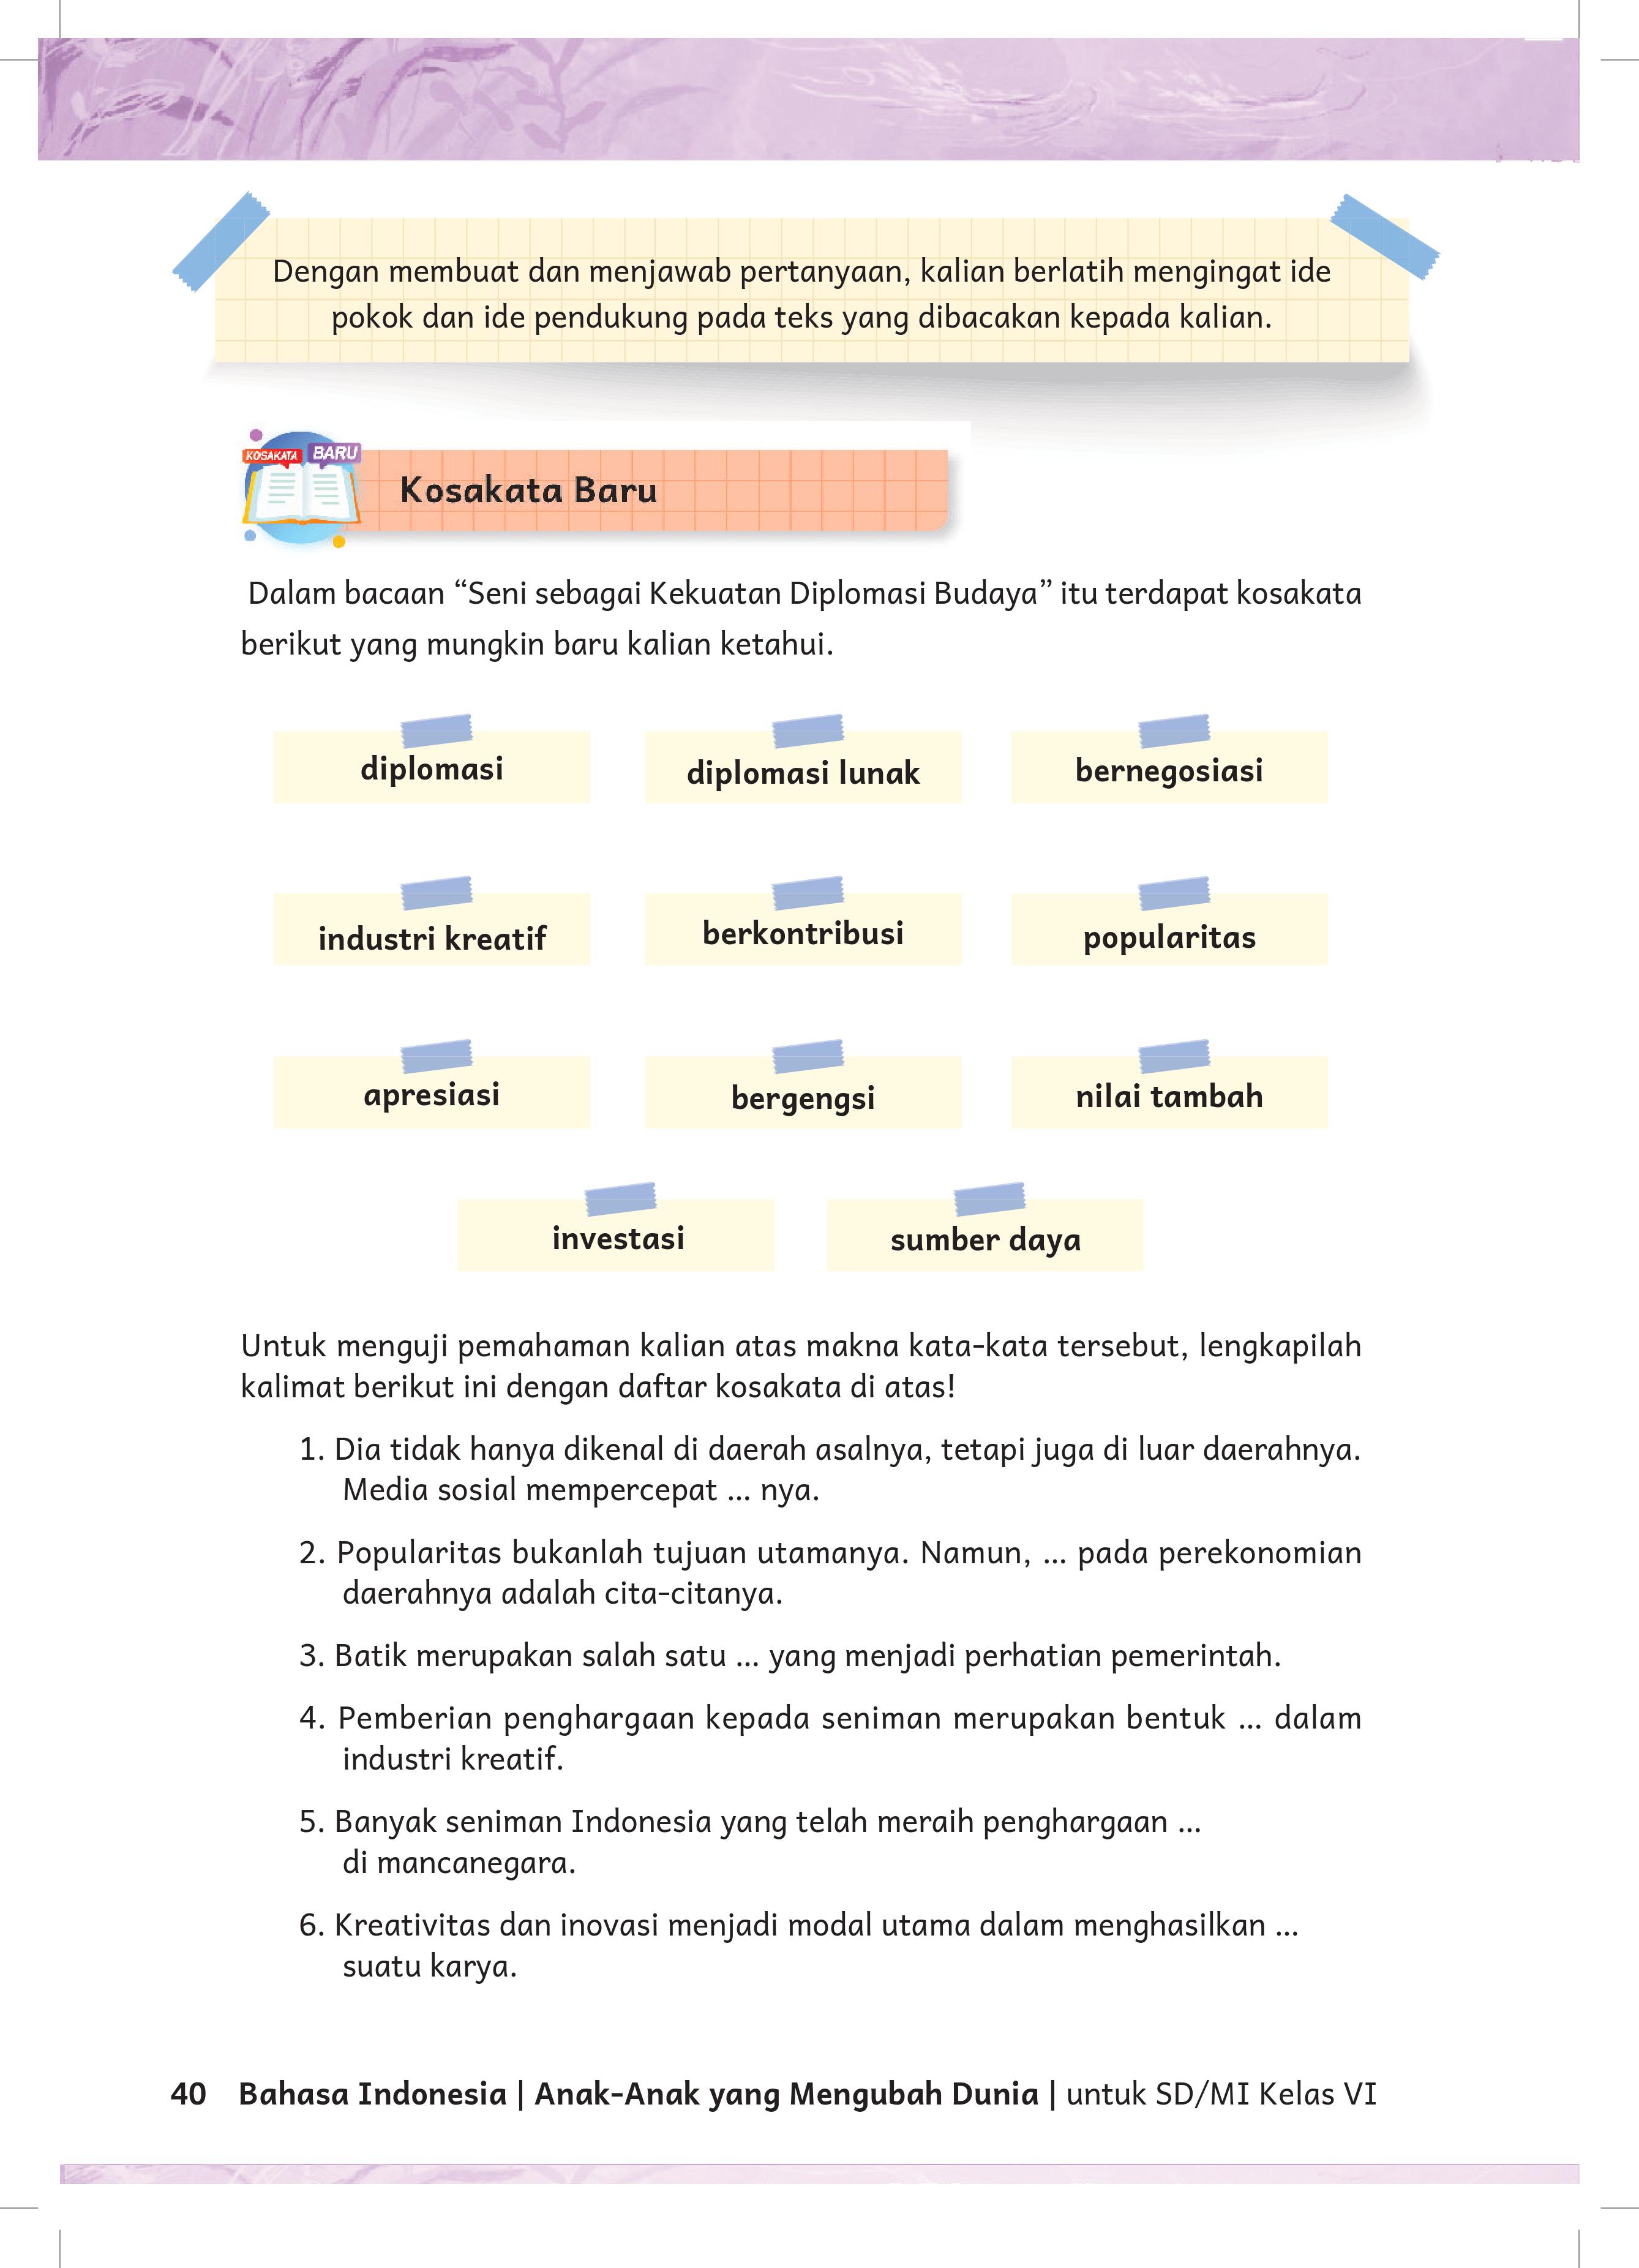 Dengan membuat dan menjawab pertanyaan, kalian berlatih mengingat ide
pokok dan ide pendukung pada teks yang dibacakan kepada kalian.
KOSAKATA BARU
Kosakata Baru
Dalam bacaan “Seni sebagai Kekuatan Diplomasi Budaya” itu terdapat kosakata
berikut yang mungkin baru kalian ketahui.
diplomasi
diplomasi lunak
bernegosiasi
industri kreatif
berkontribusi
popularitas
apresiasi
bergengsi
nilai tambah
investasi
sumber daya
Untuk menguji pemahaman kalian atas makna kata-kata tersebut, lengkapilah
kalimat berikut ini dengan daftar kosakata di atas!
1. Dia tidak hanya dikenal di daerah asalnya, tetapi juga di luar daerahnya.
Media sosial mempercepat ... nya.
2. Popularitas bukanlah tujuan utamanya. Namun, ... pada perekonomian
daerahnya adalah cita-citanya.
3. Batik merupakan salah satu ... yang menjadi perhatian pemerintah.
4. Pemberian penghargaan kepada seniman merupakan bentuk ... dalam
industri kreatif.
5. Banyak seniman Indonesia yang telah meraih penghargaan ...
di mancanegara.
6. Kreativitas dan inovasi menjadi modal utama dalam menghasilkan ...
suatu karya.
40 Bahasa Indonesia | Anak-Anak yang Mengubah Dunia | untuk SD/MI Kelas VI